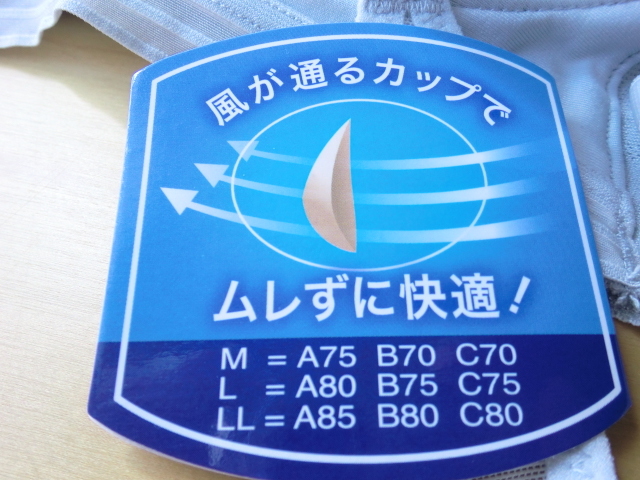 風が通るカップで
ムレずに快適！
M = A75 B70 C70
L = A80 B75 C75
LL = A85 B80 C80